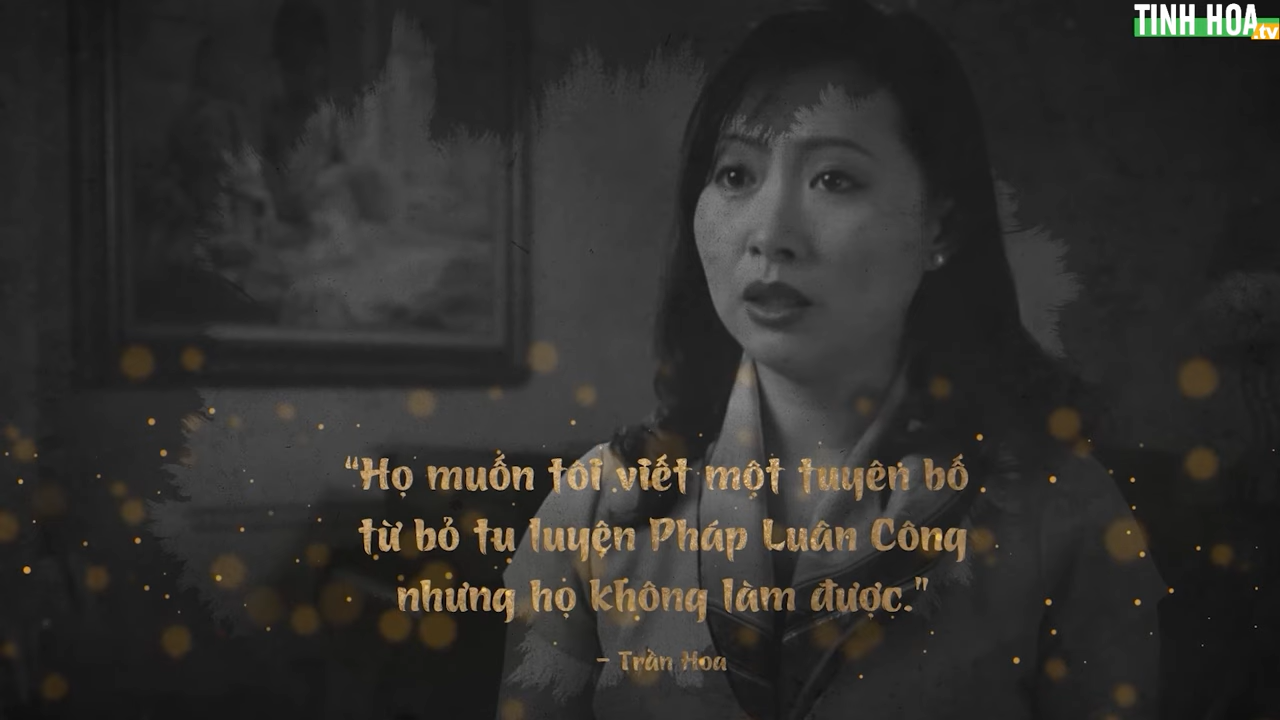 TINH HOA
.tv
“Họ muốn tôi viết một tuyên bố
từ bỏ tu luyện Pháp Luân Công
nhưng họ không làm được."
- Trần Hoa